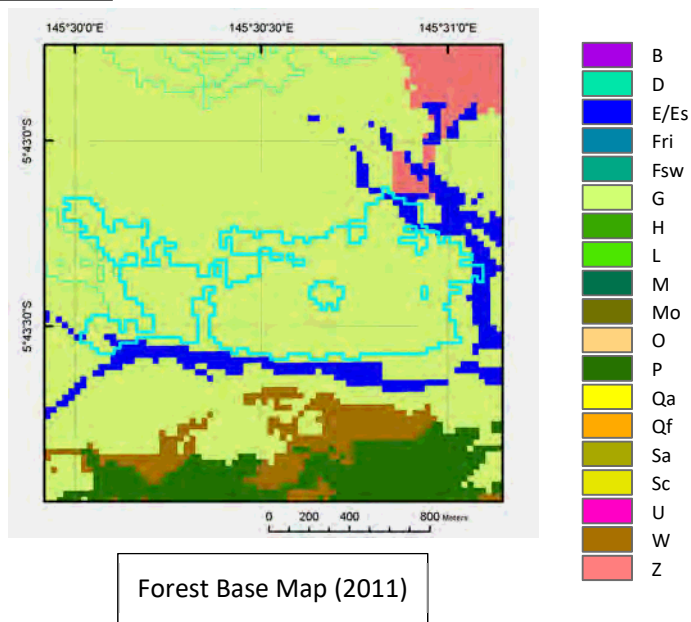 145°30'0"E
145°30'30"E
145°31'0"E
5°43'0"S
5°43'30"S
0 200 400 800 Meters
Forest Base Map (2011)
B
D
E/Es
Fri
Fsw
G
H
L
M
Mo
O
P
Qa
Qf
Sa
Sc
U
W
Z